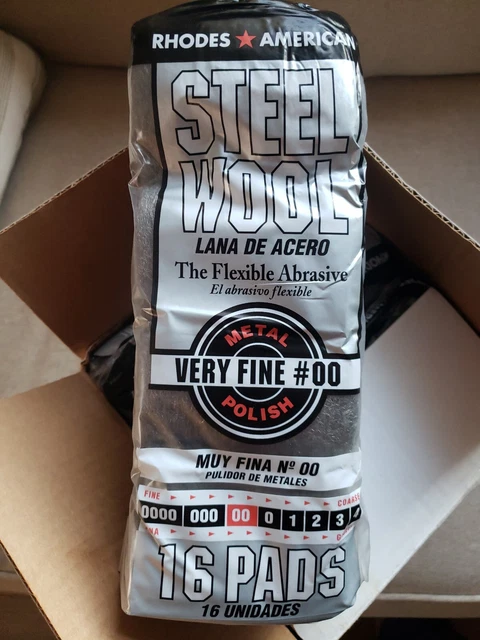 RHODES ★ AMERICAN
STEEL
WOOL
LANA DE ACERO
The Flexible Abrasive
El abrasivo flexible
METAL
VERY FINE #00
POLISH
MUY FINA Nº 00
PULIDOR DE METALES
FINE COARSE
0000 000 00 0 1 2 3 4
16 PADS
16 UNIDADES